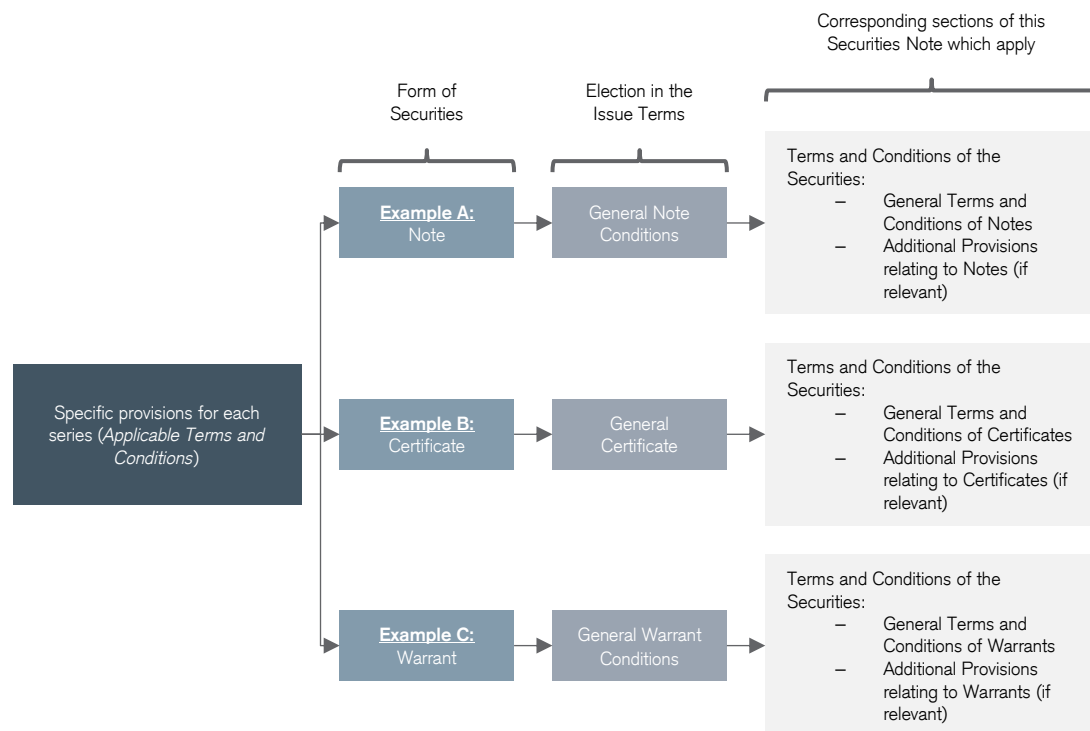 Corresponding sections of this
Securities Note which apply
Form of
Securities
Election in the
Issue Terms
Example A:
Note
General Note
Conditions
Terms and Conditions of the
Securities:
– General Terms and
Conditions of Notes
– Additional Provisions
relating to Notes (if
relevant)
Specific provisions for each
series (Applicable Terms and
Conditions)
Example B:
Certificate
General
Certificate
Terms and Conditions of the
Securities:
– General Terms and
Conditions of Certificates
– Additional Provisions
relating to Certificates (if
relevant)
Example C:
Warrant
General Warrant
Conditions
Terms and Conditions of the
Securities:
– General Terms and
Conditions of Warrants
– Additional Provisions
relating to Warrants (if
relevant)